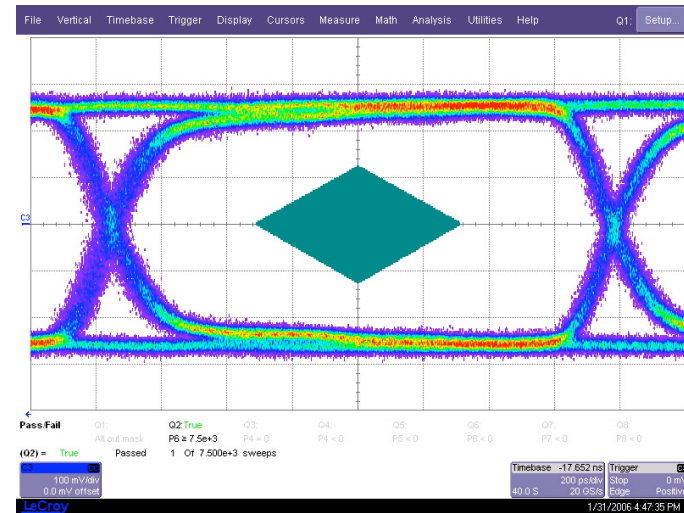 File Vertical Timebase Trigger Display Cursors Measure Math Analysis Utilities Help Q1: Setup...
C3
Pass/Fail Q1: Q2:True Q3: Q4: Q5: Q6: Q7: Q8:
All out mask P6 ≥ 7.5e+3 P4 = 0 P4 < 0 P5 < 0 P6 < 0 P7 < 0 P8 < 0
(Q2) = True Passed 1 Of 7.500e+3 sweeps
C3 DC
100 mV/div
0.0 mV offset
Timebase -17.652 ns
200 ps/div
40.0 S 20 GS/s
Trigger
Stop 0 m
Edge Positive
LeCroy
1/31/2006 4:47:35 PM